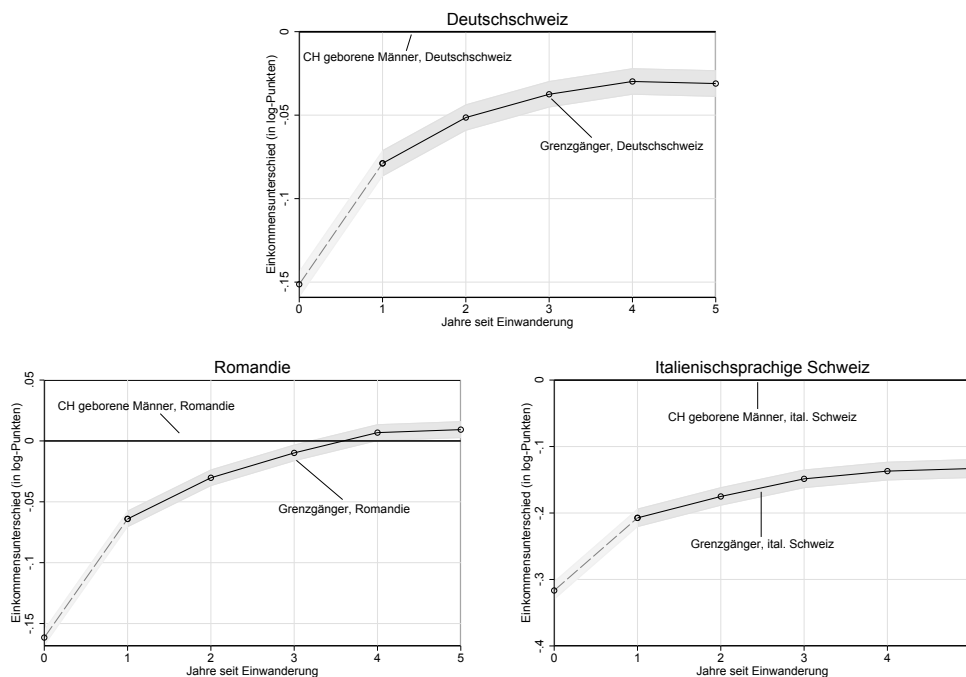 Deutschschweiz
Einkommensunterschied (in log-Punkten)
0
-.05
-.1
-.15
CH geborene Männer, Deutschschweiz
Grenzgänger, Deutschschweiz
0 1 2 3 4 5
Jahre seit Einwanderung
Romandie
Einkommensunterschied (in log-Punkten)
.05
0
-.05
-.1
-.15
CH geborene Männer, Romandie
Grenzgänger, Romandie
0 1 2 3 4 5
Jahre seit Einwanderung
Italienischsprachige Schweiz
Einkommensunterschied (in log-Punkten)
0
-.1
-.2
-.3
-.4
CH geborene Männer, ital. Schweiz
Grenzgänger, ital. Schweiz
0 1 2 3 4
Jahre seit Einwanderung